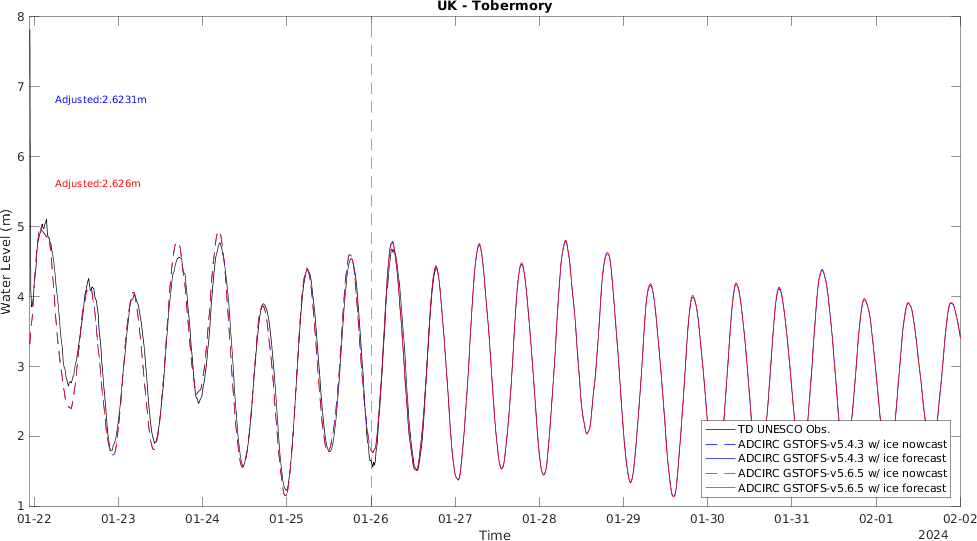 UK - Tobermory
8
7
6
5
4
3
2
1
Water Level (m)
Adjusted:2.6231m
Adjusted:2.626m
TD UNESCO Obs.
ADCIRC GSTOFS-v5.4.3 w/ ice nowcast
ADCIRC GSTOFS-v5.4.3 w/ ice forecast
ADCIRC GSTOFS-v5.6.5 w/ ice nowcast
ADCIRC GSTOFS-v5.6.5 w/ ice forecast
01-22 01-23 01-24 01-25 01-26 01-27 01-28 01-29 01-30 01-31 02-01 02-02
Time
2024